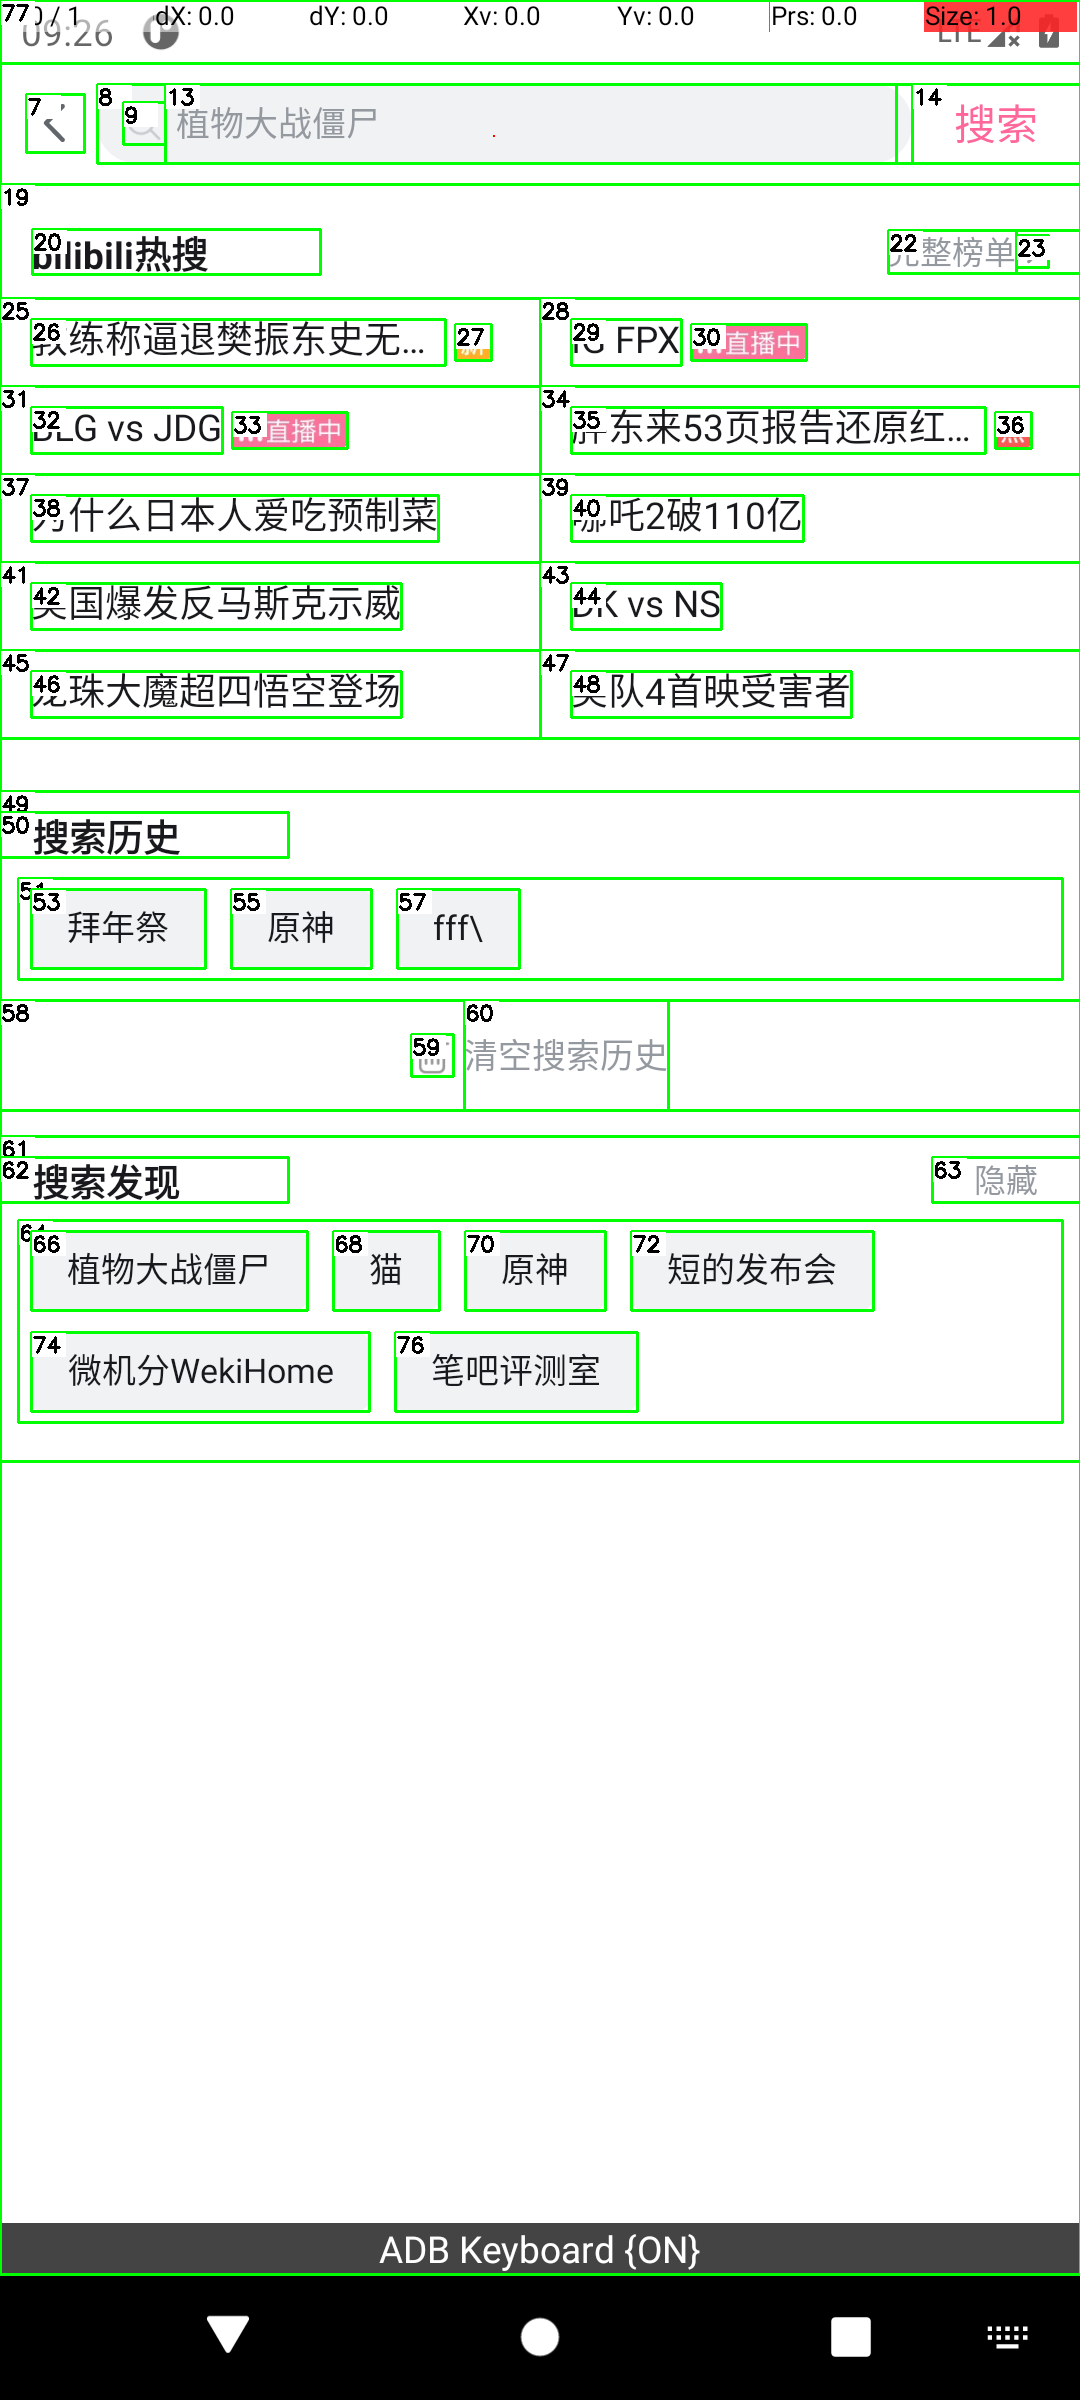 77 0 / 1 dX: 0.0 dY: 0.0 Xv: 0.0 Yv: 0.0 Prs: 0.0 Size: 1.0
09:26 LTE
7 8 9 13 植物大战僵尸 14 搜索
19
20 bilibili热搜 22 完整榜单 23
25 26 教练称逼退樊振东史无... 27 新 28 29 IG FPX 30 直播中
31 32 BLG vs JDG 33 直播中 34 35 胖东来53页报告还原红... 36 热
37 38 为什么日本人爱吃预制菜 39 40 哪吒2破110亿
41 42 美国爆发反马斯克示威 43 44 DK vs NS
45 46 龙珠大魔超四悟空登场 47 48 奥队4首映受害者
49
50 搜索历史
53 拜年祭 55 原神 57 fff\
58 59 60 清空搜索历史
61
62 搜索发现 63 隐藏
66 植物大战僵尸 68 猫 70 原神 72 短的发布会
74 微机分WekiHome 76 笔吧评测室
ADB Keyboard {ON}